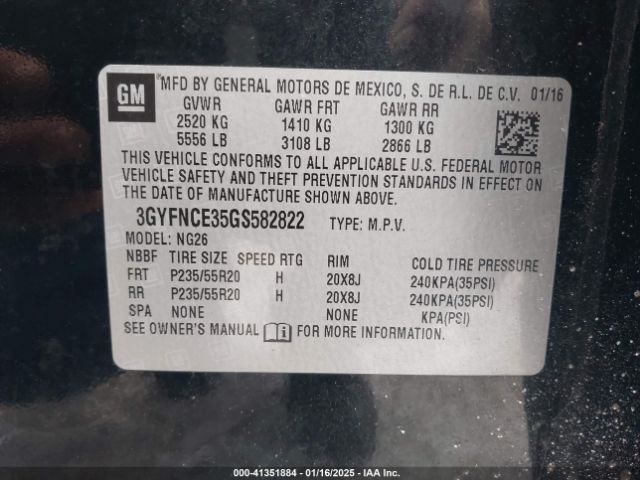 GM
*MFD BY GENERAL MOTORS DE MEXICO, S. DE R.L. DE C.V. 01/16
GVWR GAWR FRT GAWR RR
2520 KG 1410 KG 1300 KG
5556 LB 3108 LB 2866 LB
THIS VEHICLE CONFORMS TO ALL APPLICABLE U.S. FEDERAL MOTOR
VEHICLE SAFETY AND THEFT PREVENTION STANDARDS IN EFFECT ON
THE DATE OF MANUFACTURE SHOWN ABOVE.
3GYFNCE35GS582822 TYPE: M.P.V.
MODEL: NG26
NBBF TIRE SIZE SPEED RTG RIM COLD TIRE PRESSURE
FRT P235/55R20 H 20X8J 240KPA(35PSI)
RR P235/55R20 H 20X8J 240KPA(35PSI)
SPA NONE NONE KPA(PSI)
SEE OWNER'S MANUAL FOR MORE INFORMATION.
000-41351884 - 01/16/2025 - IAA Inc.